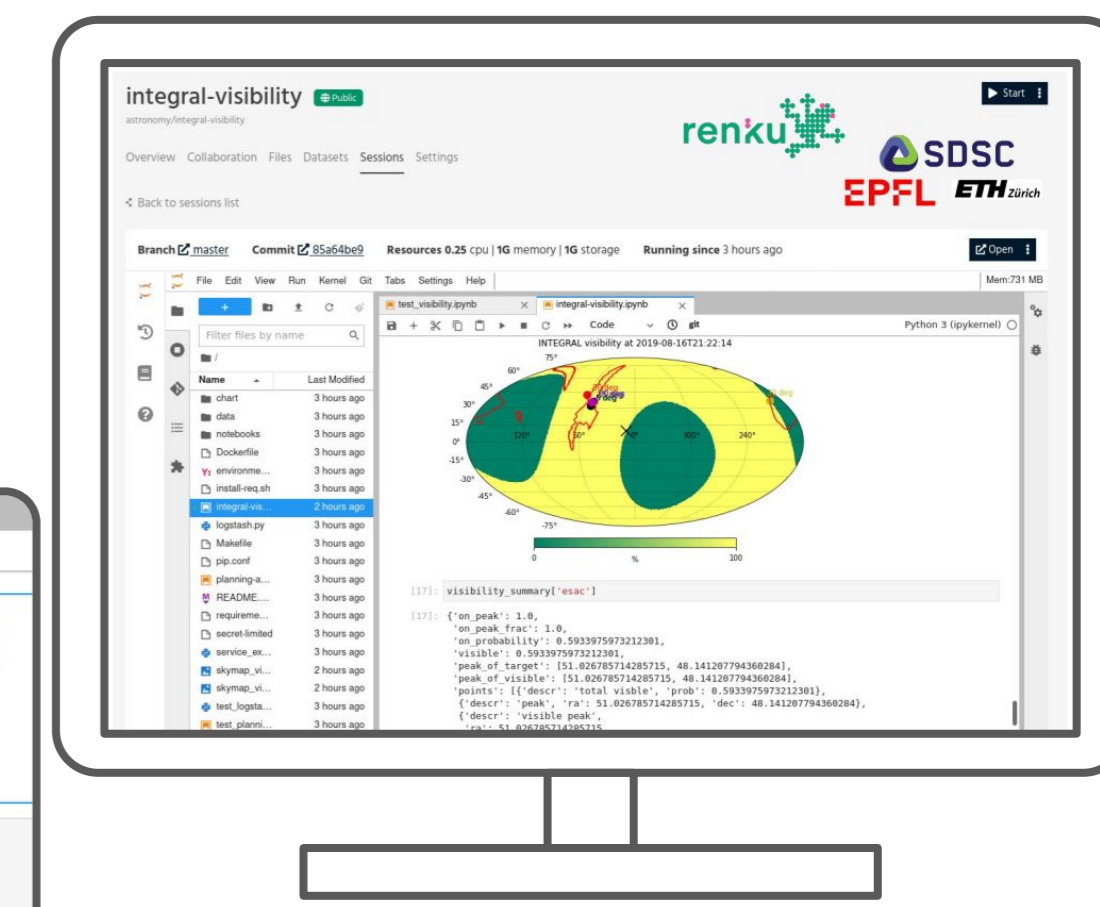 integral-visibility Public
Start
astronomy/integral-visibility
renku
SDSC
EPFL ETH zürich
Overview Collaboration Files Datasets Sessions Settings
Back to sessions list
Branch master Commit 85a64be9 Resources 0.25 cpu | 1G memory | 1G storage Running since 3 hours ago Open
File Edit View Run Kernel Git Tabs Settings Help Mem:731 MB
test_visibility.ipynb integral-visibility.ipynb
Filter files by name
Code git Python 3 (ipykernel)
/
Name Last Modified
chart 3 hours ago
data 3 hours ago
notebooks 3 hours ago
Dockerfile 3 hours ago
environme... 3 hours ago
install-req.sh 3 hours ago
integral-vis... 2 hours ago
logstash.py 3 hours ago
Makefile 3 hours ago
pip.conf 3 hours ago
planning-a... 3 hours ago
README.... 3 hours ago
requireme... 3 hours ago
secret-limited 3 hours ago
service_ex... 3 hours ago
skymap_vi... 2 hours ago
skymap_vi... 2 hours ago
test_logsta... 3 hours ago
test_planni... 3 hours ago
INTEGRAL visibility at 2019-08-16T21:22:14
75°
60°
45°
30°
15°
0°
-15°
-30°
-45°
-60°
-75°
120° 300° 240°
0 % 100
[17]: visibility_summary['esac']
[17]: {'on_peak': 1.0,
'on_peak_frac': 1.0,
'on_probability': 0.5933975973212301,
'visible': 0.5933975973212301,
'peak_of_target': [51.026785714285715, 48.141207794360284],
'peak_of_visible': [51.026785714285715, 48.141207794360284],
'points': [{'descr': 'total visble', 'prob': 0.5933975973212301},
{'descr': 'peak', 'ra': 51.026785714285715, 'dec': 48.141207794360284},
{'descr': 'visible peak',
'ra': 51.026785714285715,